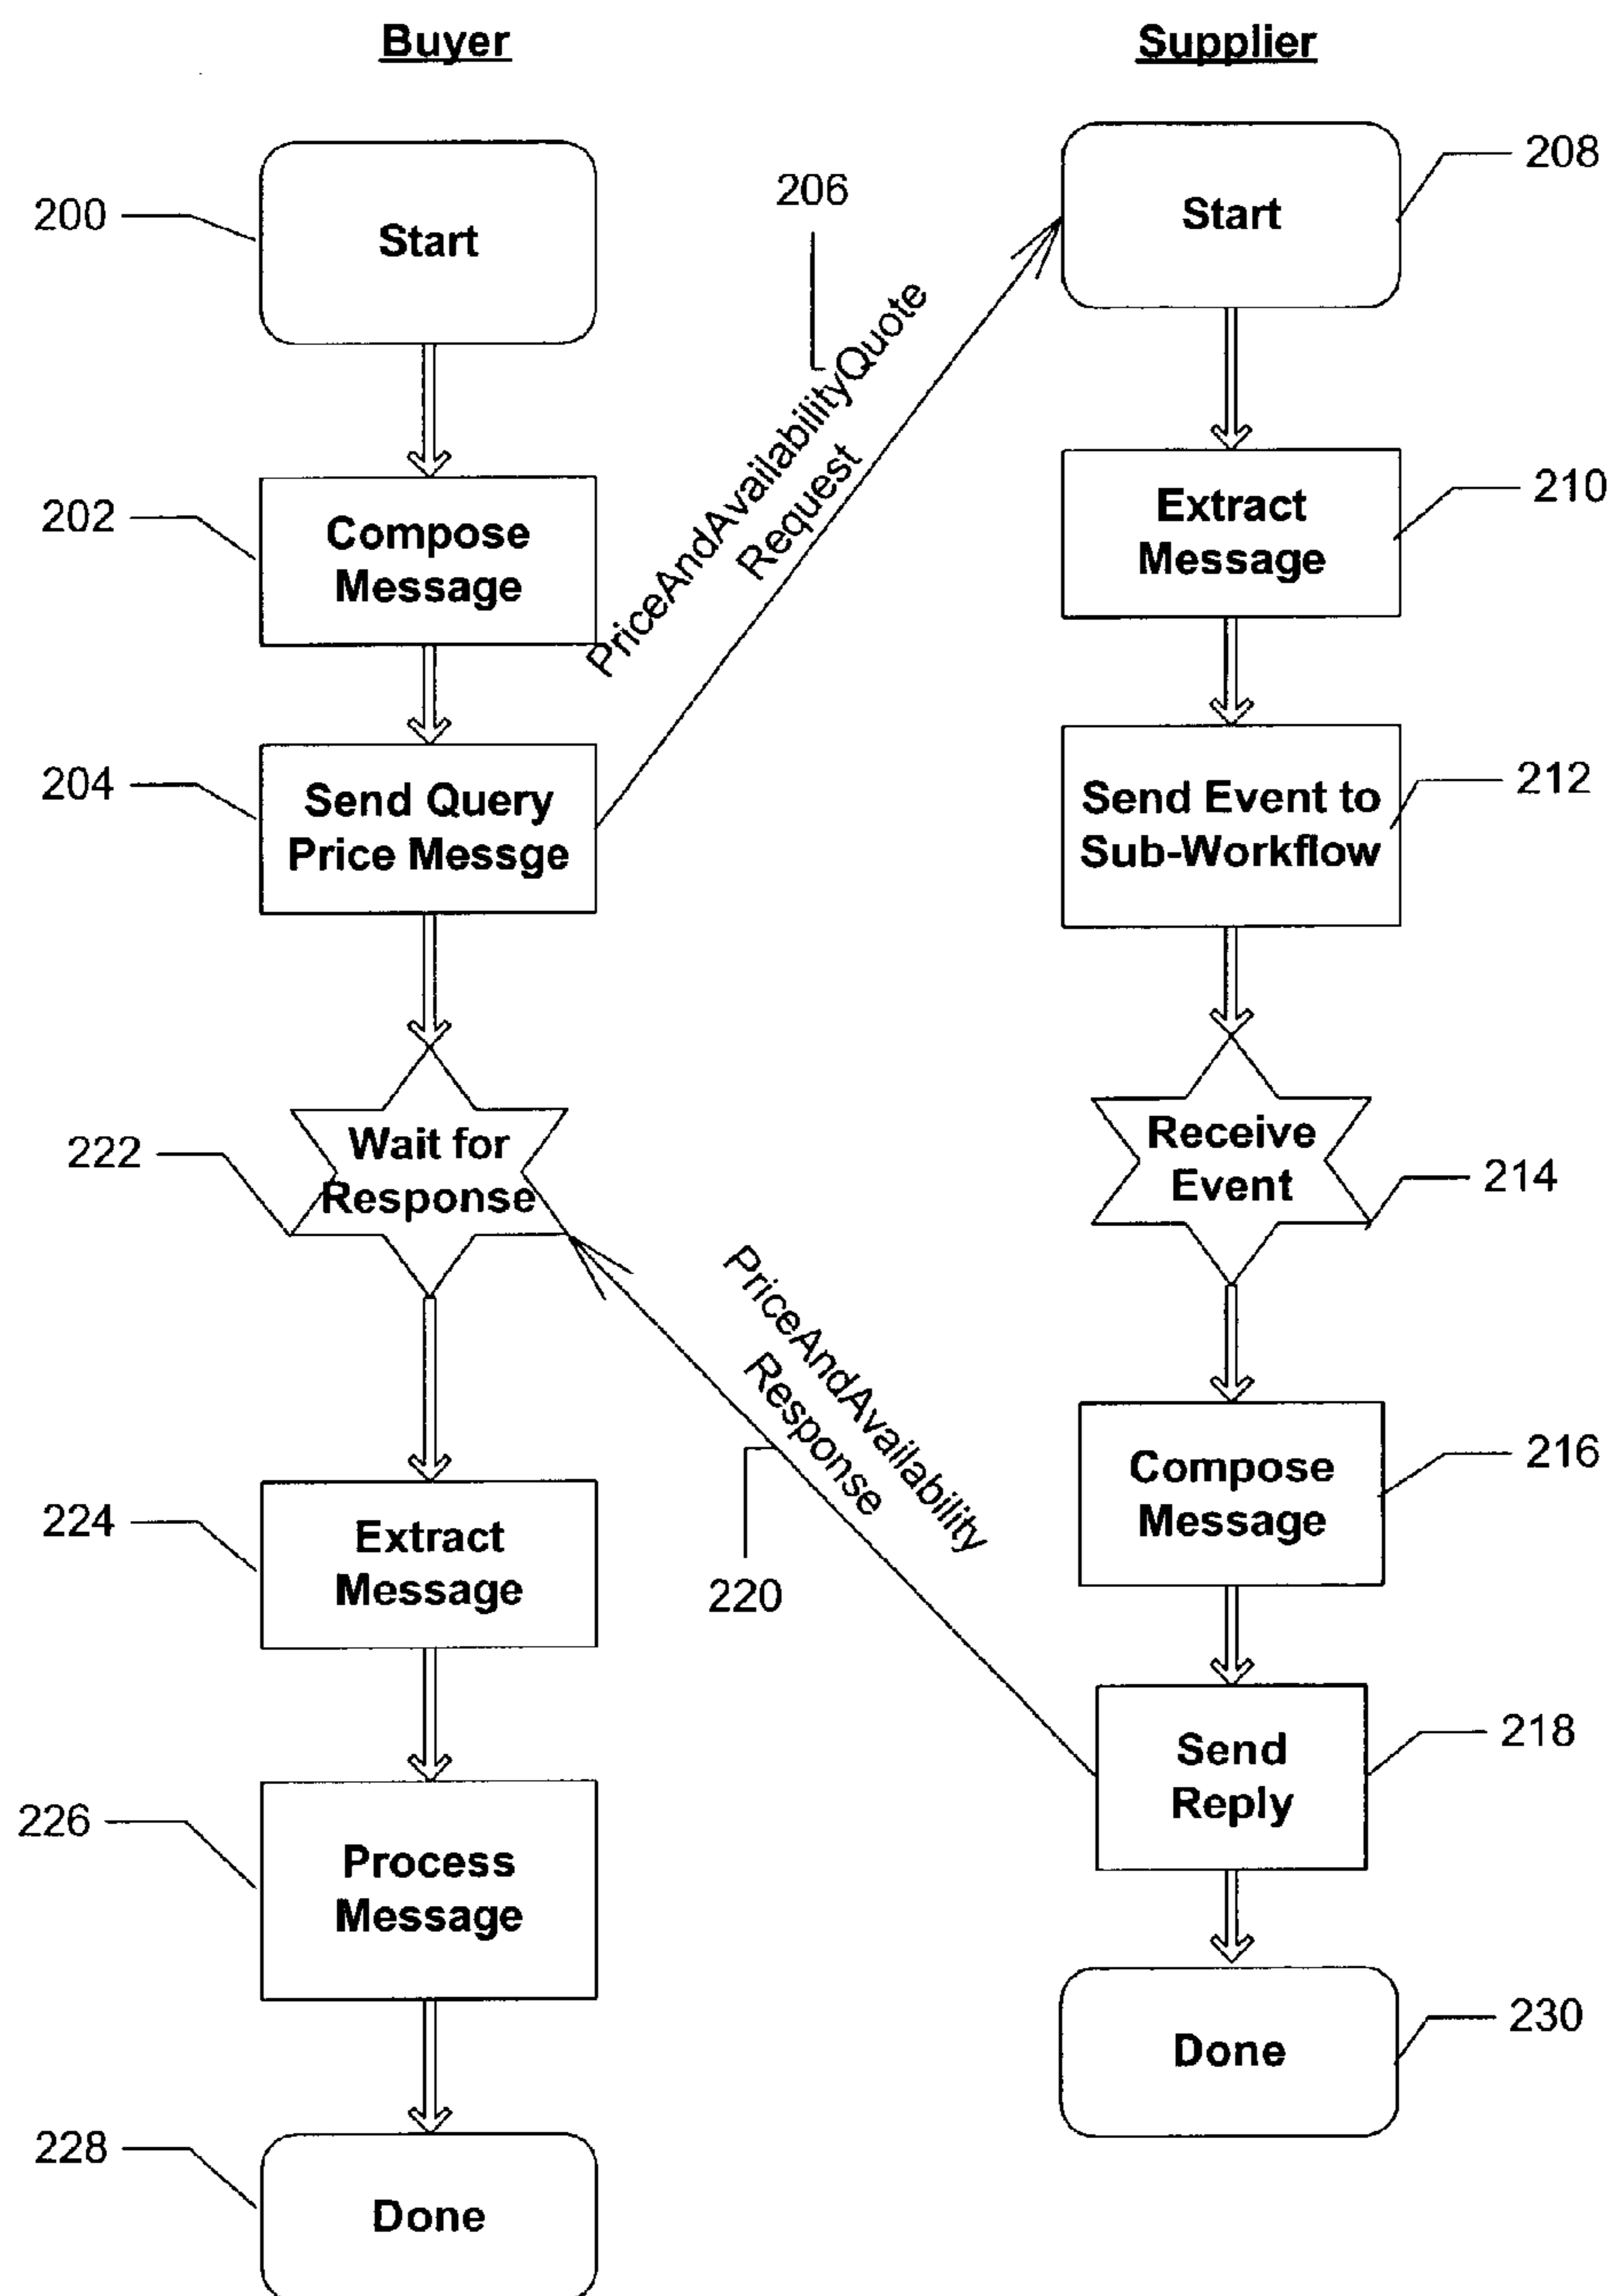 Buyer
Supplier
200
Start
206
Start
208
PriceAndAvailabilityQuote
Request
202
Compose
Message
Extract
Message
210
204
Send Query
Price Messge
Send Event to
Sub-Workflow
212
222
Wait for
Response
Receive
Event
214
PriceAndAvailability
Response
220
224
Extract
Message
Compose
Message
216
226
Process
Message
Send
Reply
218
228
Done
Done
230